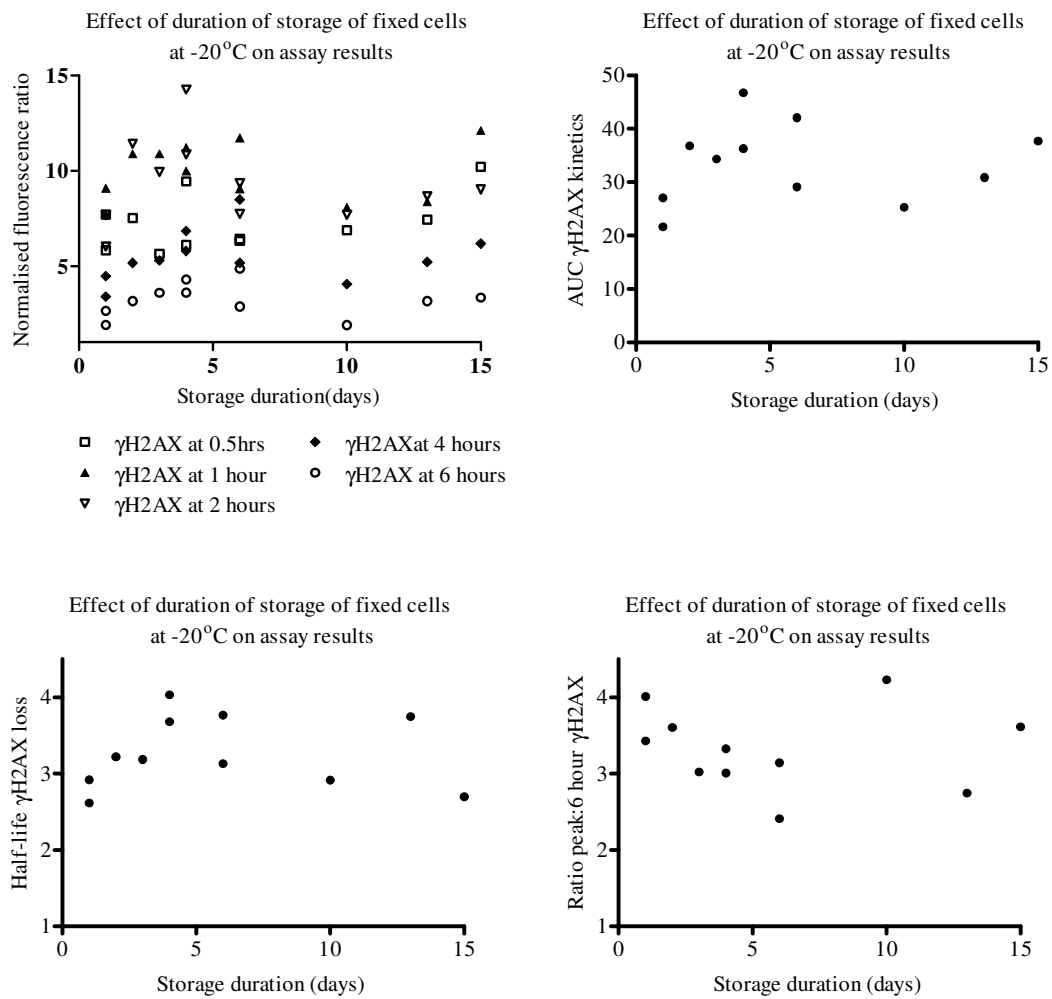 Effect of duration of storage of fixed cells
at -20°C on assay results
Normalised fluorescence ratio
15
10
5
0
5
10
15
Storage duration(days)
γH2AX at 0.5hrs
γH2AX at 1 hour
γH2AX at 2 hours
γH2AXat 4 hours
γH2AX at 6 hours
Effect of duration of storage of fixed cells
at -20°C on assay results
AUC γH2AX kinetics
50
40
30
20
10
0
0
5
10
15
Storage duration (days)
Effect of duration of storage of fixed cells
at -20°C on assay results
Half-life γH2AX loss
4
3
2
1
0
5
10
15
Storage duration (days)
Effect of duration of storage of fixed cells
at -20°C on assay results
Ratio peak:6 hour γH2AX
4
3
2
1
0
5
10
15
Storage duration (days)